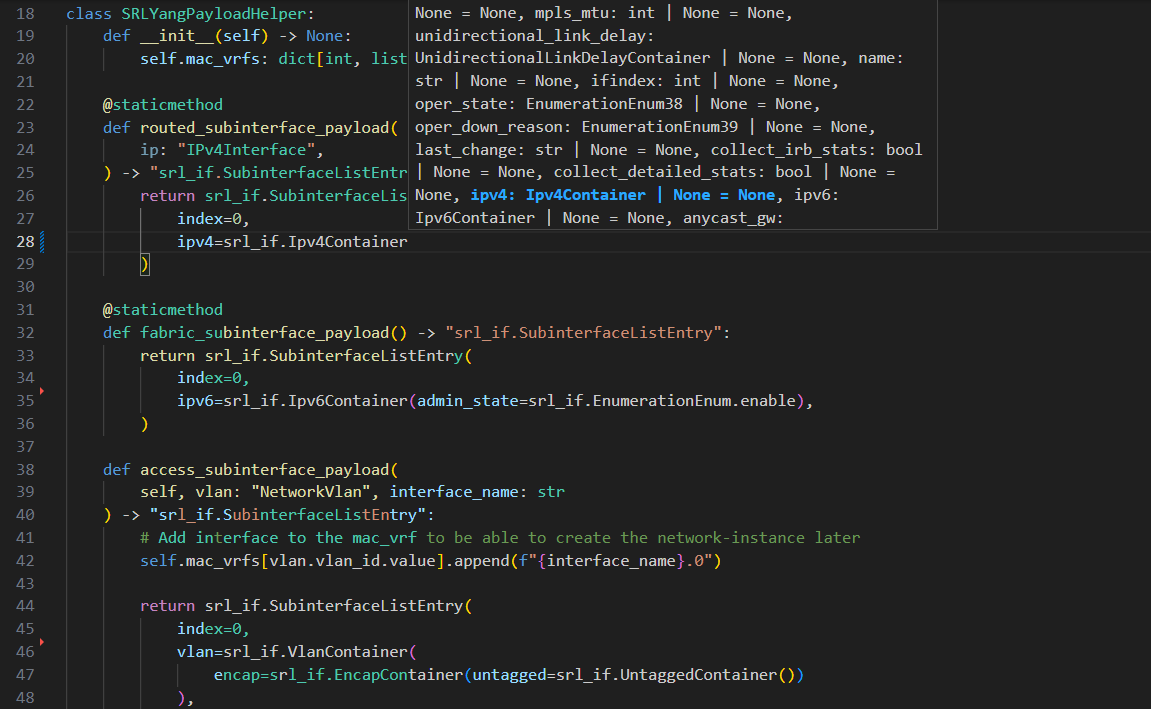 18 class SRLYangPayloadHelper:
19 def __init__(self) -> None:
20 self.mac_vrfs: dict[int, list
21
22 @staticmethod
23 def routed_subinterface_payload(
24 ip: "IPv4Interface",
25 ) -> "srl_if.SubinterfaceListEntr
26 return srl_if.SubinterfaceLis
27 index=0,
28 ipv4=srl_if.Ipv4Container
29 )
30
31 @staticmethod
32 def fabric_subinterface_payload() -> "srl_if.SubinterfaceListEntry":
33 return srl_if.SubinterfaceListEntry(
34 index=0,
35 ipv6=srl_if.Ipv6Container(admin_state=srl_if.EnumerationEnum.enable),
36 )
37
38 def access_subinterface_payload(
39 self, vlan: "NetworkVlan", interface_name: str
40 ) -> "srl_if.SubinterfaceListEntry":
41 # Add interface to the mac_vrf to be able to create the network-instance later
42 self.mac_vrfs[vlan.vlan_id.value].append(f"{interface_name}.0")
43
44 return srl_if.SubinterfaceListEntry(
45 index=0,
46 vlan=srl_if.VlanContainer(
47 encap=srl_if.EncapContainer(untagged=srl_if.UntaggedContainer())
48 ),
None = None, mpls_mtu: int | None = None,
unidirectional_link_delay:
UnidirectionalLinkDelayContainer | None = None, name:
str | None = None, ifindex: int | None = None,
oper_state: EnumerationEnum38 | None = None,
oper_down_reason: EnumerationEnum39 | None = None,
last_change: str | None = None, collect_irb_stats: bool
| None = None, collect_detailed_stats: bool | None =
None, ipv4: Ipv4Container | None = None, ipv6:
Ipv6Container | None = None, anycast_gw: